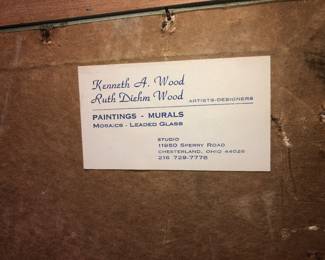 Kenneth A. Wood
Ruth Diehm Wood ARTISTS-DESIGNERS
PAINTINGS - MURALS
MOSAICS - LEADED GLASS
STUDIO
11950 SPERRY ROAD
CHESTERLAND, OHIO 44026
216 729-7778